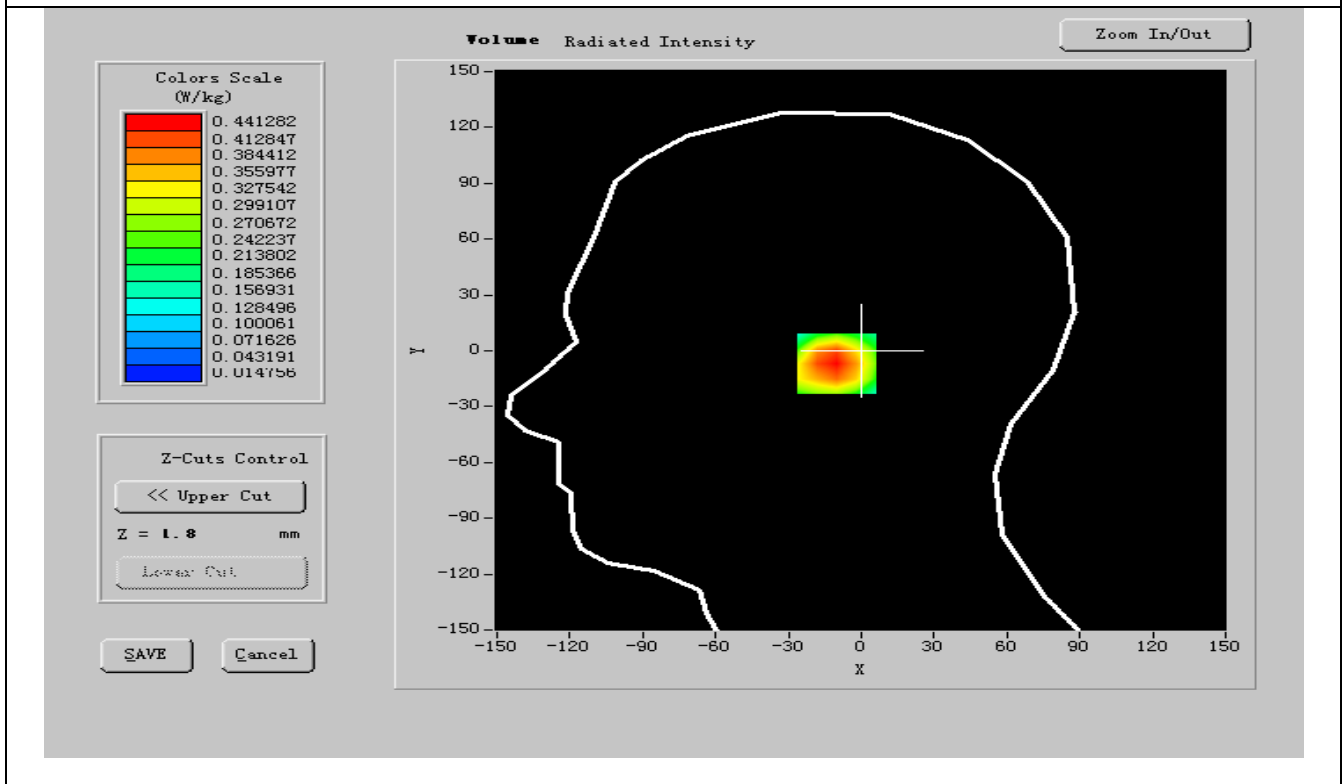 Volume Radiated Intensity
Zoom In/Out
Colors Scale
(W/kg)
0.441282
0.412847
0.384412
0.355977
0.327542
0.299107
0.270672
0.242237
0.213802
0.185366
0.156931
0.128496
0.100061
0.071626
0.043191
0.014756
Z-Cuts Control
<< Upper Cut
Z = 1.8 mm
Lower Cut
SAVE
Cancel
150
120
90
60
30
0
-30
-60
-90
-120
-150
Y
-150 -120 -90 -60 -30 0 30 60 90 120 150
X